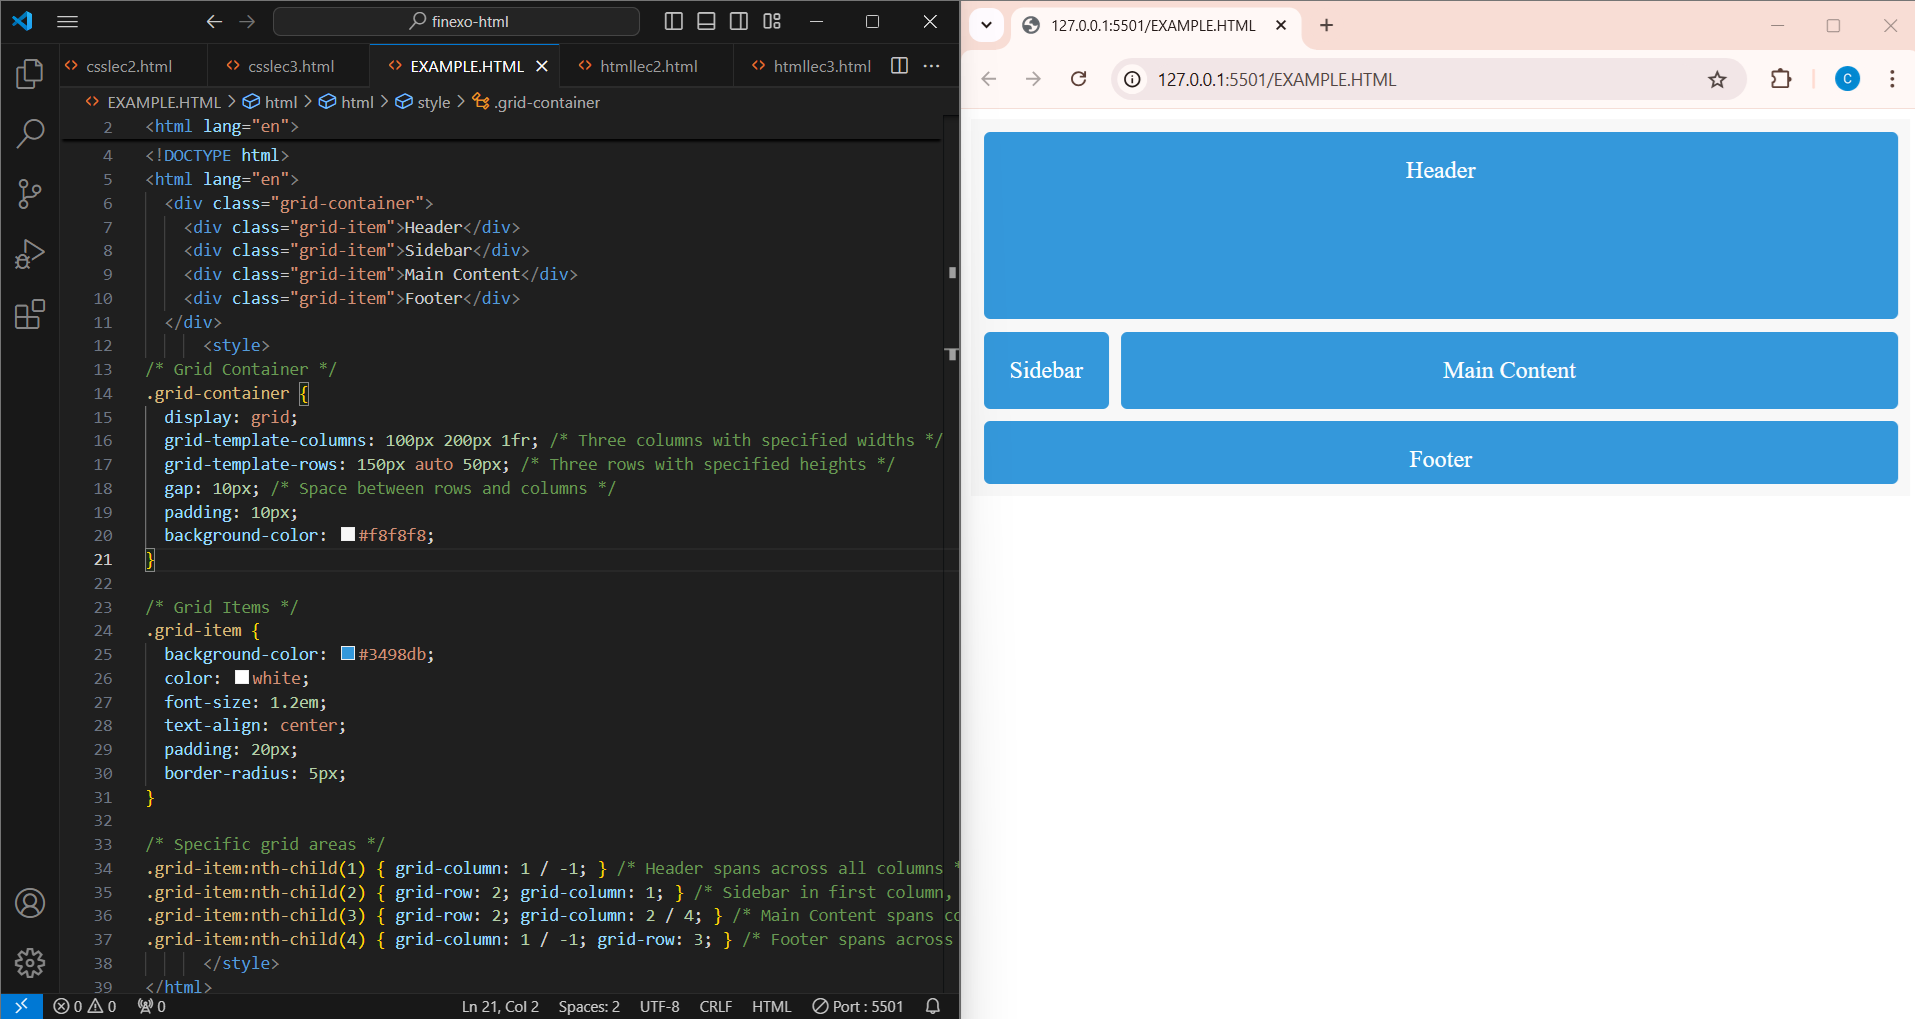 finexo-html
csslec2.html
csslec3.html
EXAMPLE.HTML
htmllec2.html
htmllec3.html
EXAMPLE.HTML > html > html > style > .grid-container
2 <html lang="en">
4 <!DOCTYPE html>
5 <html lang="en">
6 <div class="grid-container">
7 <div class="grid-item">Header</div>
8 <div class="grid-item">Sidebar</div>
9 <div class="grid-item">Main Content</div>
10 <div class="grid-item">Footer</div>
11 </div>
12 <style>
13 /* Grid Container */
14 .grid-container {
15 display: grid;
16 grid-template-columns: 100px 200px 1fr; /* Three columns with specified widths */
17 grid-template-rows: 150px auto 50px; /* Three rows with specified heights */
18 gap: 10px; /* Space between rows and columns */
19 padding: 10px;
20 background-color: #f8f8f8;
21 }
22
23 /* Grid Items */
24 .grid-item {
25 background-color: #3498db;
26 color: white;
27 font-size: 1.2em;
28 text-align: center;
29 padding: 20px;
30 border-radius: 5px;
31 }
32
33 /* Specific grid areas */
34 .grid-item:nth-child(1) { grid-column: 1 / -1; } /* Header spans across all columns *
35 .grid-item:nth-child(2) { grid-row: 2; grid-column: 1; } /* Sidebar in first column,
36 .grid-item:nth-child(3) { grid-row: 2; grid-column: 2 / 4; } /* Main Content spans co
37 .grid-item:nth-child(4) { grid-column: 1 / -1; grid-row: 3; } /* Footer spans across
38 </style>
39 </html>
0 0 0 Ln 21, Col 2 Spaces: 2 UTF-8 CRLF HTML Port : 5501
127.0.0.1:5501/EXAMPLE.HTML
127.0.0.1:5501/EXAMPLE.HTML
C
Header
Sidebar
Main Content
Footer